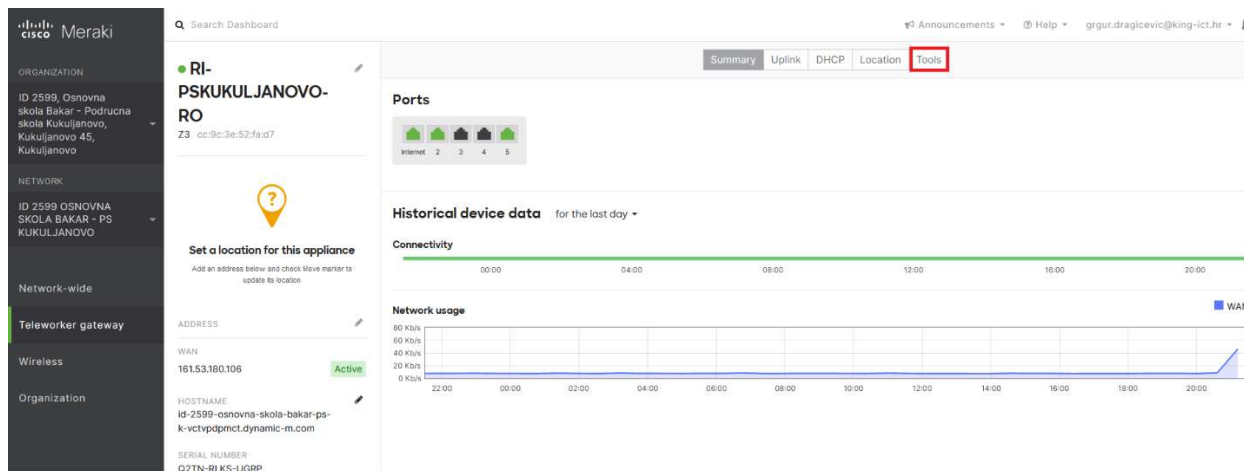 cisco Meraki
Search Dashboard
Announcements
Help
grgur.dragicevic@king-ict.hr
ORGANIZATION
ID 2599, Osnovna
skola Bakar - Podrucna
skola Kukuljanovo,
Kukuljanovo 45,
Kukuljanovo
NETWORK
ID 2599 OSNOVNA
SKOLA BAKAR - PS
KUKULJANOVO
Network-wide
Teleworker gateway
Wireless
Organization
RI-
PSKUKULJANOVO-
RO
Z3 cc:9c:3e:52:fa:d7
?
Set a location for this appliance
Add an address below and check Move marker to
update its location
ADDRESS
WAN
161.53.180.106 Active
HOSTNAME
id-2599-osnovna-skola-bakar-ps-
k-vctvpdpmct.dynamic-m.com
SERIAL NUMBER
Q2TN-RLKS-UGRP
Summary Uplink DHCP Location Tools
Ports
Internet 2 3 4 5
Historical device data for the last day
Connectivity
00:00 04:00 08:00 12:00 16:00 20:00
Network usage
WAN
80 Kb/s
60 Kb/s
40 Kb/s
20 Kb/s
0 Kb/s
22:00 00:00 02:00 04:00 06:00 08:00 10:00 12:00 14:00 16:00 18:00 20:00